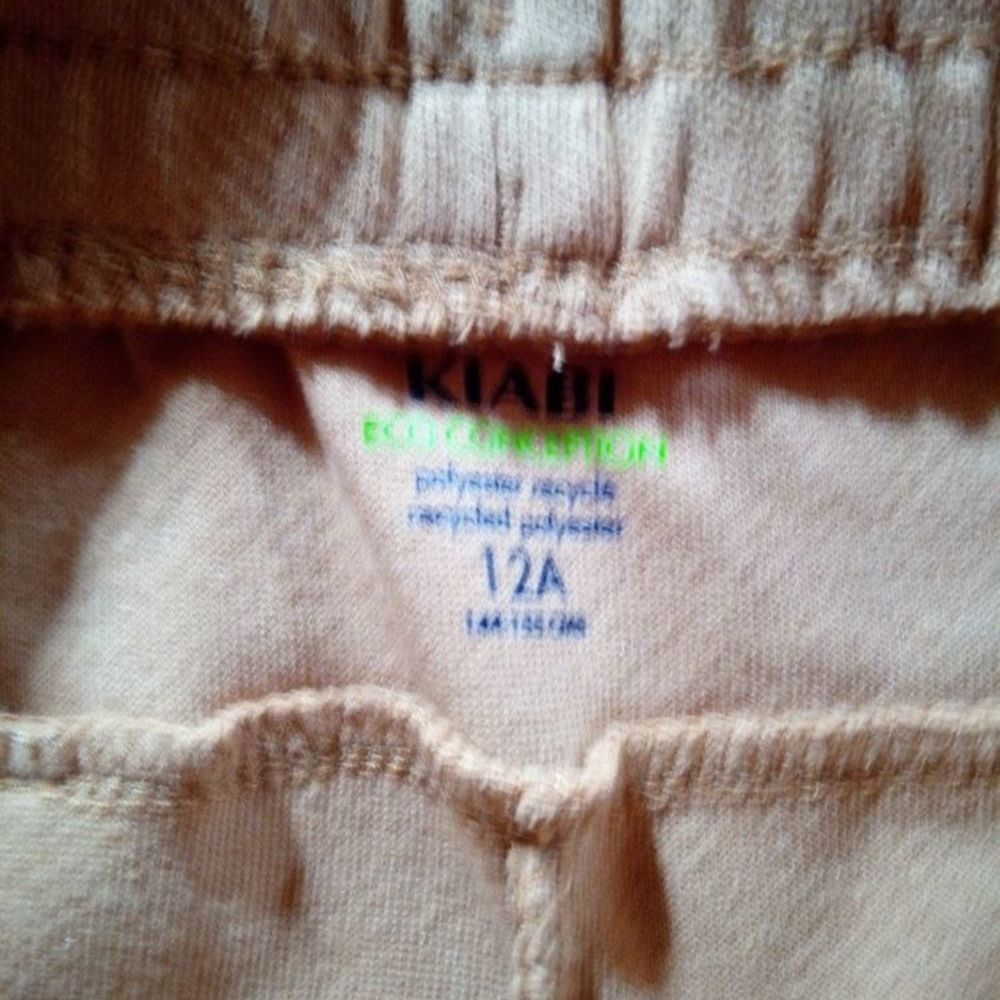 KIABI
ECO CONCEPTION
polyester recyclé
recycled polyester
12A